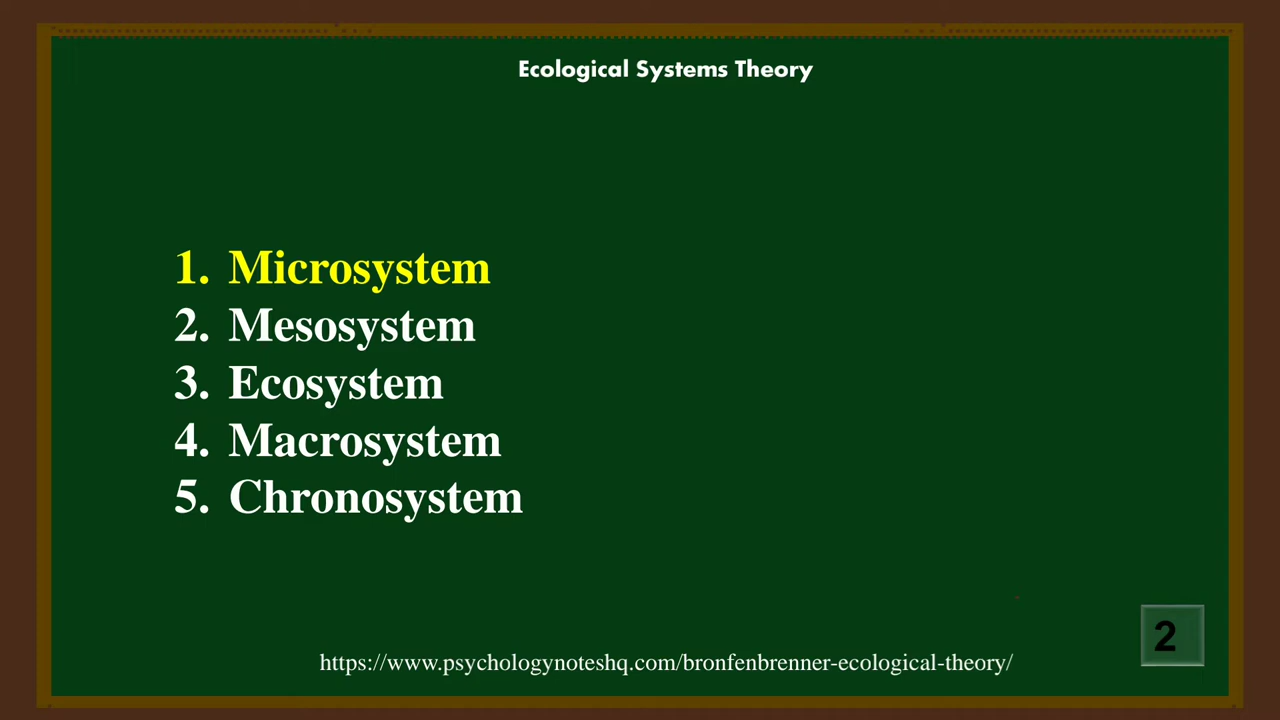 Ecological Systems Theory
1. Microsystem
2. Mesosystem
3. Ecosystem
4. Macrosystem
5. Chronosystem
2
https://www.psychologynoteshq.com/bronfenbrenner-ecological-theory/